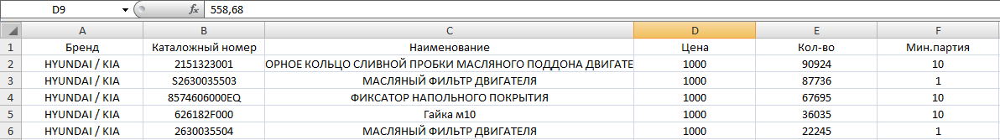 D9 fx 558,68
A B C D E F
1 Бренд Каталожный номер Наименование Цена Кол-во Мин.партия
2 HYUNDAI / KIA 2151323001 ОРНОЕ КОЛЬЦО СЛИВНОЙ ПРОБКИ МАСЛЯНОГО ПОДДОНА ДВИГАТЕ 1000 90924 10
3 HYUNDAI / KIA S2630035503 МАСЛЯНЫЙ ФИЛЬТР ДВИГАТЕЛЯ 1000 87736 1
4 HYUNDAI / KIA 8574606000EQ ФИКСАТОР НАПОЛЬНОГО ПОКРЫТИЯ 1000 67695 10
5 HYUNDAI / KIA 626182F000 Гайка м10 1000 36035 10
6 HYUNDAI / KIA 2630035504 МАСЛЯНЫЙ ФИЛЬТР ДВИГАТЕЛЯ 1000 22245 1